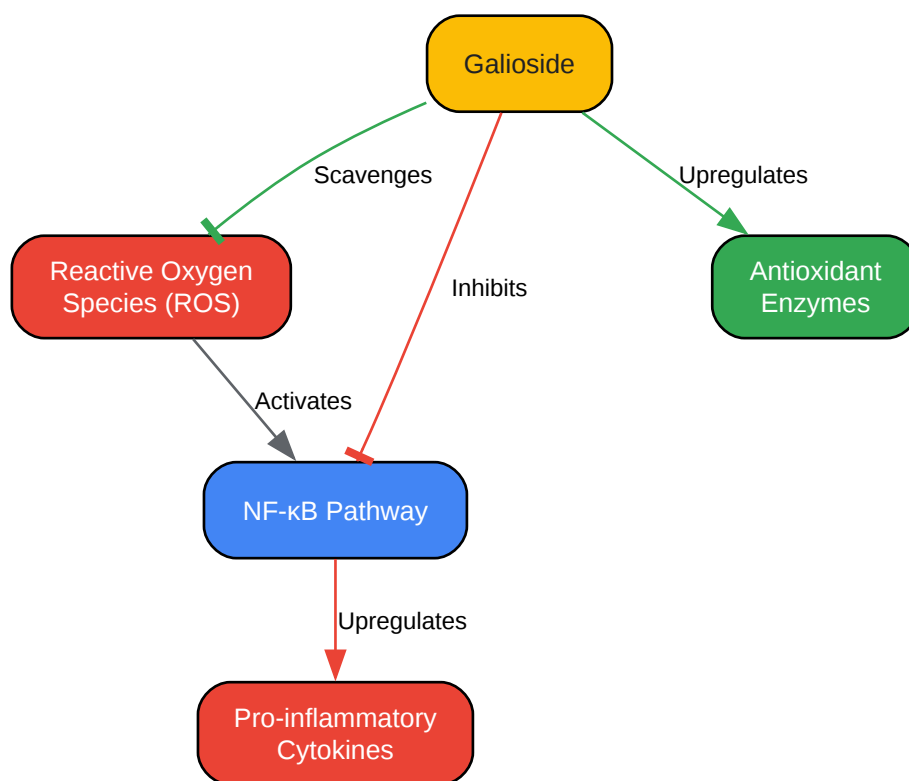 Galioside
Scavenges
Upregulates
Reactive Oxygen
Species (ROS)
Antioxidant
Enzymes
Inhibits
Activates
NF-κB Pathway
Upregulates
Pro-inflammatory
Cytokines